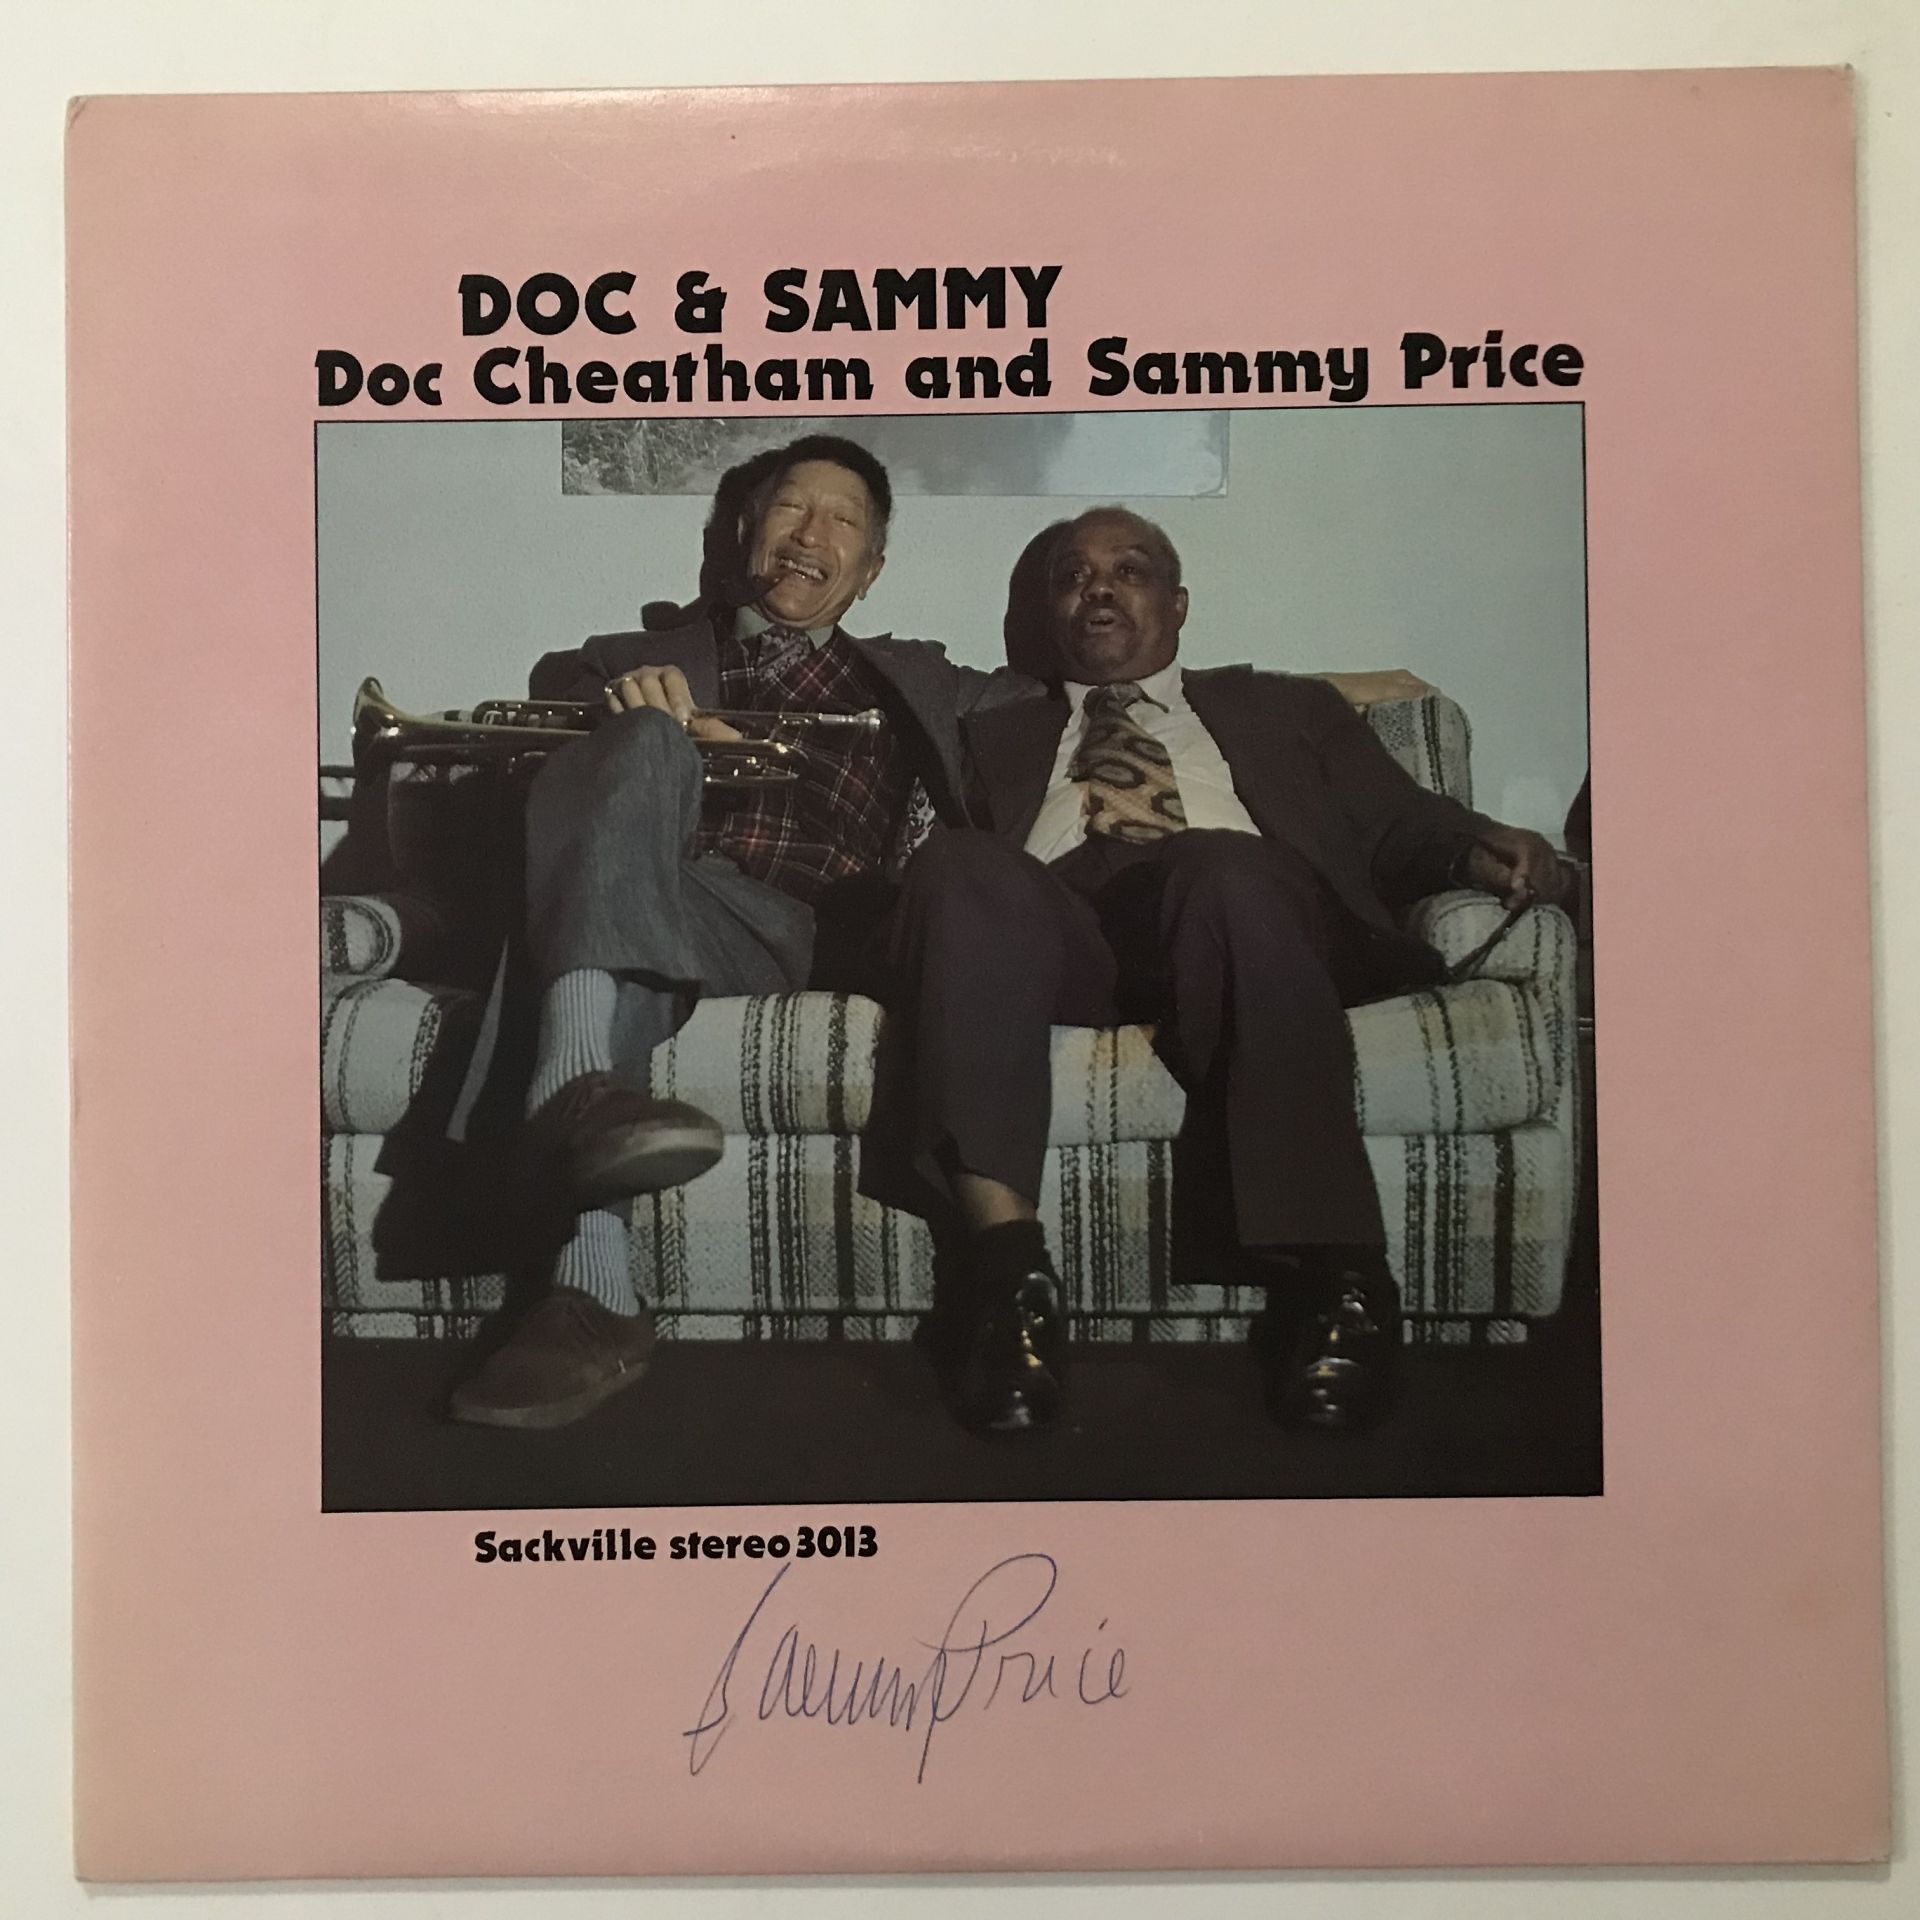 DOC & SAMMY
Doc Cheatham and Sammy Price
Sackville stereo 3013
Sammy Price